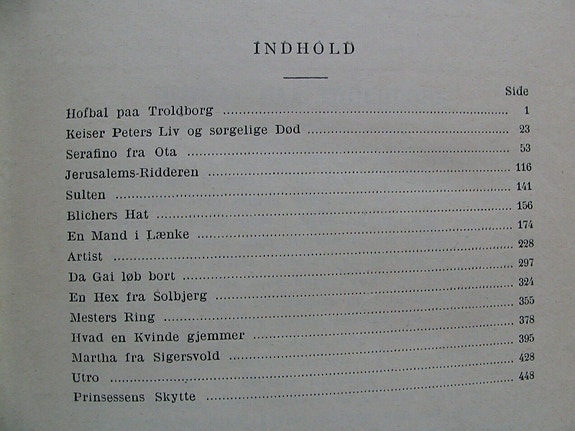 INDHOLD
Side
Hofbal paa Troldborg ........ 1
Keiser Peters Liv og sørgelige Død ........ 23
Serafino fra Ota ........ 53
Jerusalems-Ridderen ........ 116
Sulten ........ 141
Blichers Hat ........ 156
En Mand i Lænke ........ 174
Artist ........ 228
Da Gai løb bort ........ 297
En Hex fra Solbjerg ........ 324
Mesters Ring ........ 355
Hvad en Kvinde gjemmer ........ 378
Martha fra Sigersvold ........ 395
Utro ........ 428
Prinsessens Skytte ........ 448